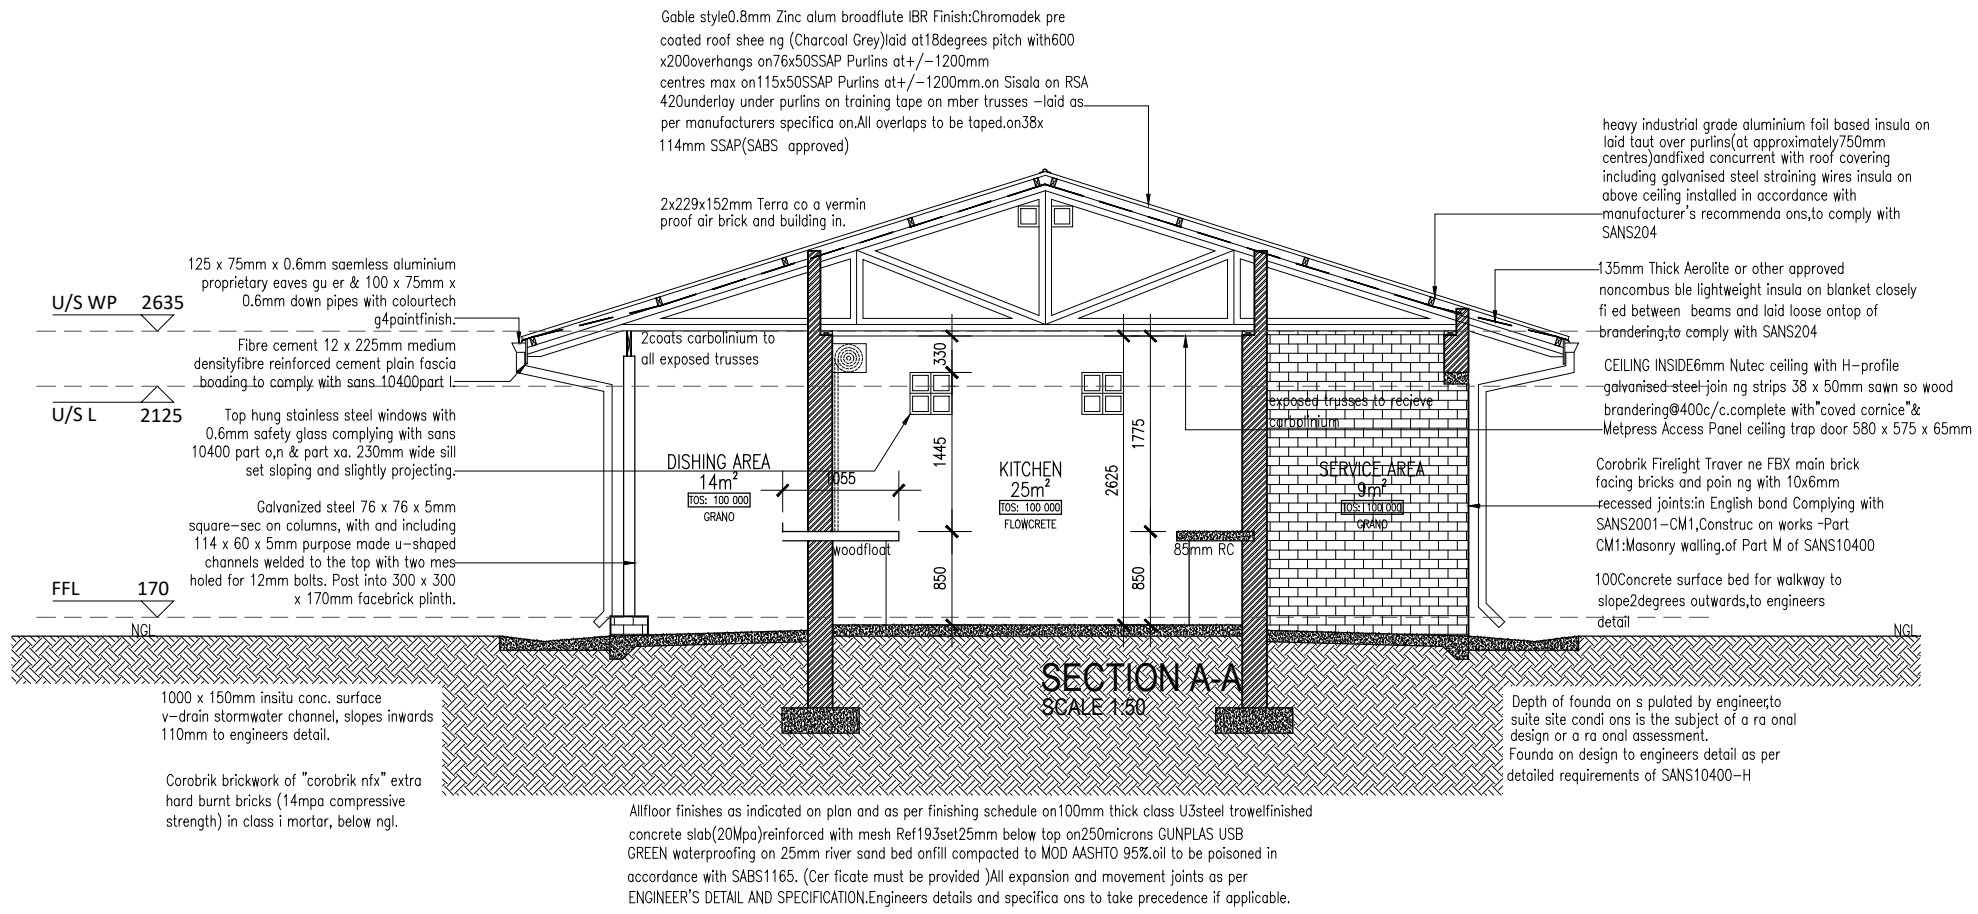 Gable style0.8mm Zinc alum broadflute IBR Finish:Chromadek pre
coated roof shee ng (Charcoal Grey)laid at18degrees pitch with600
x200overhangs on76x50SSAP Purlins at+/-1200mm
centres max on115x50SSAP Purlins at+/-1200mm.on Sisala on RSA
420underlay under purlins on training tape on mber trusses -laid as
per manufacturers specifica on.All overlaps to be taped.on38x
114mm SSAP(SABS approved)
2x229x152mm Terra co a vermin
proof air brick and building in.
125 x 75mm x 0.6mm saemless aluminium
proprietary eaves gu er & 100 x 75mm x
0.6mm down pipes with colourtech
g4paintfinish.
U/S WP 2635
Fibre cement 12 x 225mm medium
densityfibre reinforced cement plain fascia
boading to comply with sans 10400part l.
U/S L 2125
Top hung stainless steel windows with
0.6mm safety glass complying with sans
10400 part o,n & part xa. 230mm wide sill
set sloping and slightly projecting.
Galvanized steel 76 x 76 x 5mm
square-sec on columns, with and including
114 x 60 x 5mm purpose made u-shaped
channels welded to the top with two mes
holed for 12mm bolts. Post into 300 x 300
x 170mm facebrick plinth.
FFL 170
NGL
2coats carbolinium to
all exposed trusses
DISHING AREA
14m²
TOS: 100 000
GRANO
1055
woodfloat
330
1445
850
KITCHEN
25m²
TOS: 100 000
FLOWCRETE
2625
1775
850
85mm RC
exposed trusses to recieve
carbolinium
SERVICE AREA
9m²
TOS: 100 000
GRANO
heavy industrial grade aluminium foil based insula on
laid taut over purlins(at approximately750mm
centres)andfixed concurrent with roof covering
including galvanised steel straining wires insula on
above ceiling installed in accordance with
manufacturer's recommenda ons,to comply with
SANS204
135mm Thick Aerolite or other approved
noncombus ble lightweight insula on blanket closely
fi ed between beams and laid loose ontop of
brandering,to comply with SANS204
CEILING INSIDE6mm Nutec ceiling with H-profile
galvanised steel join ng strips 38 x 50mm sawn so wood
brandering@400c/c.complete with"coved cornice"&
Metpress Access Panel ceiling trap door 580 x 575 x 65mm
Corobrik Firelight Traver ne FBX main brick
facing bricks and poin ng with 10x6mm
recessed joints:in English bond Complying with
SANS2001-CM1,Construc on works -Part
CM1:Masonry walling.of Part M of SANS10400
100Concrete surface bed for walkway to
slope2degrees outwards,to engineers
detail
NGL
SECTION A-A
SCALE 1:50
1000 x 150mm insitu conc. surface
v-drain stormwater channel, slopes inwards
110mm to engineers detail.
Corobrik brickwork of "corobrik nfx" extra
hard burnt bricks (14mpa compressive
strength) in class i mortar, below ngl.
Depth of founda on s pulated by engineer,to
suite site condi ons is the subject of a ra onal
design or a ra onal assessment.
Founda on design to engineers detail as per
detailed requirements of SANS10400-H
Allfloor finishes as indicated on plan and as per finishing schedule on100mm thick class U3steel trowelfinished
concrete slab(20Mpa)reinforced with mesh Ref193set25mm below top on250microns GUNPLAS USB
GREEN waterproofing on 25mm river sand bed onfill compacted to MOD AASHTO 95%.oil to be poisoned in
accordance with SABS1165. (Cer ficate must be provided )All expansion and movement joints as per
ENGINEER'S DETAIL AND SPECIFICATION.Engineers details and specifica ons to take precedence if applicable.